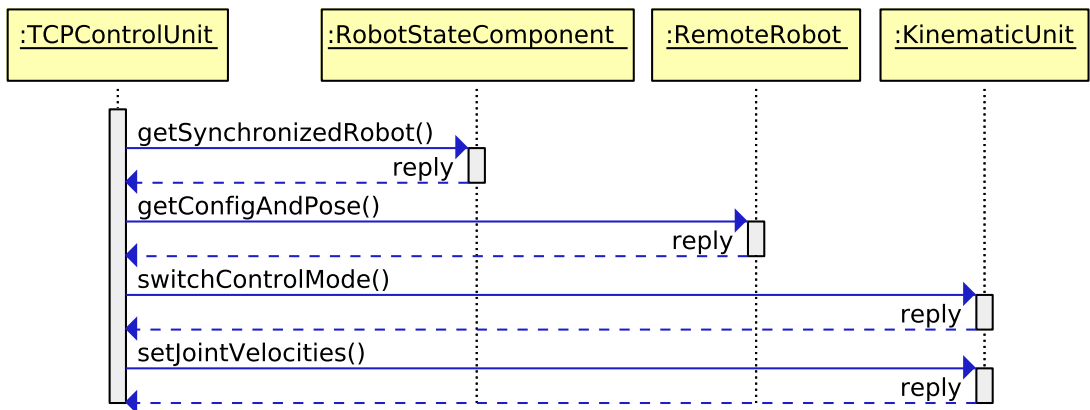 :TCPControlUnit
:RobotStateComponent
:RemoteRobot
:KinematicUnit
getSynchronizedRobot()
reply
getConfigAndPose()
reply
switchControlMode()
reply
setJointVelocities()
reply